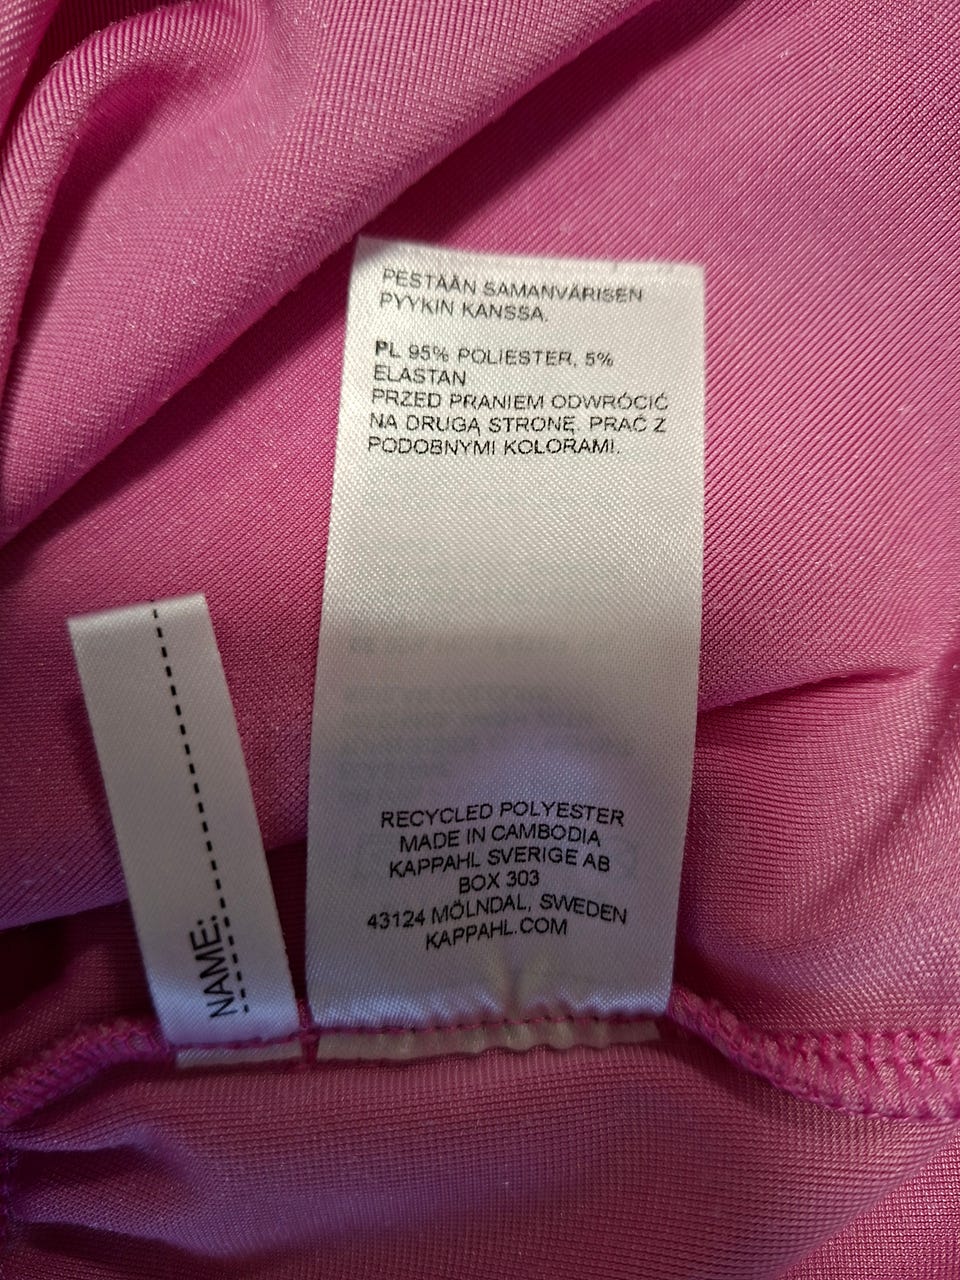 PESTÄÄN SAMANVÄRISEN
PYYKIN KANSSA.
PL 95% POLIESTER, 5%
ELASTAN
PRZED PRANIEM ODWRÓCIĆ
NA DRUGĄ STRONĘ. PRAĆ Z
PODOBNYMI KOLORAMI.
RECYCLED POLYESTER
MADE IN CAMBODIA
KAPPAHL SVERIGE AB
BOX 303
43124 MÖLNDAL, SWEDEN
KAPPAHL.COM
NAME: